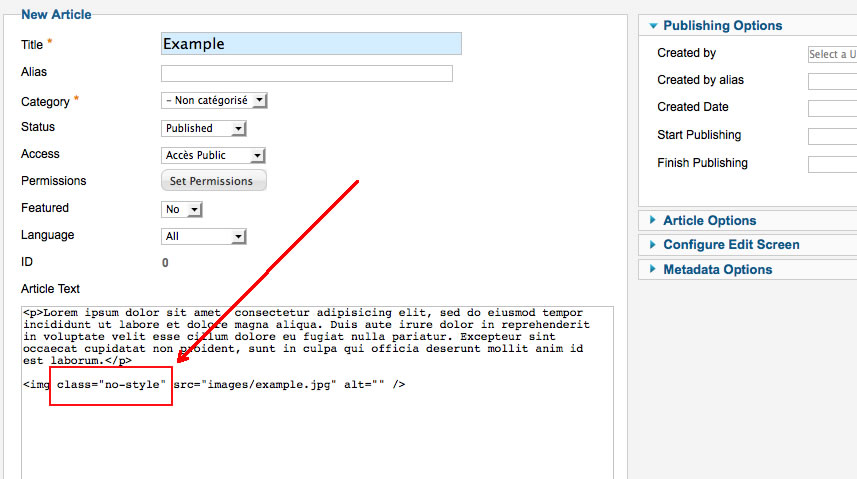 New Article
Title *
Example
Alias
Category *
- Non catégorisé
Status
Published
Access
Accès Public
Permissions
Set Permissions
Featured
No
Language
All
ID
0
Article Text
<p>Lorem ipsum dolor sit amet, consectetur adipisicing elit, sed do eiusmod tempor
incididunt ut labore et dolore magna aliqua. Duis aute irure dolor in reprehenderit
in voluptate velit esse cillum dolore eu fugiat nulla pariatur. Excepteur sint
occaecat cupidatat non proident, sunt in culpa qui officia deserunt mollit anim id
est laborum.</p>
<img class="no-style" src="images/example.jpg" alt="" />
Publishing Options
Created by
Select a U
Created by alias
Created Date
Start Publishing
Finish Publishing
Article Options
Configure Edit Screen
Metadata Options